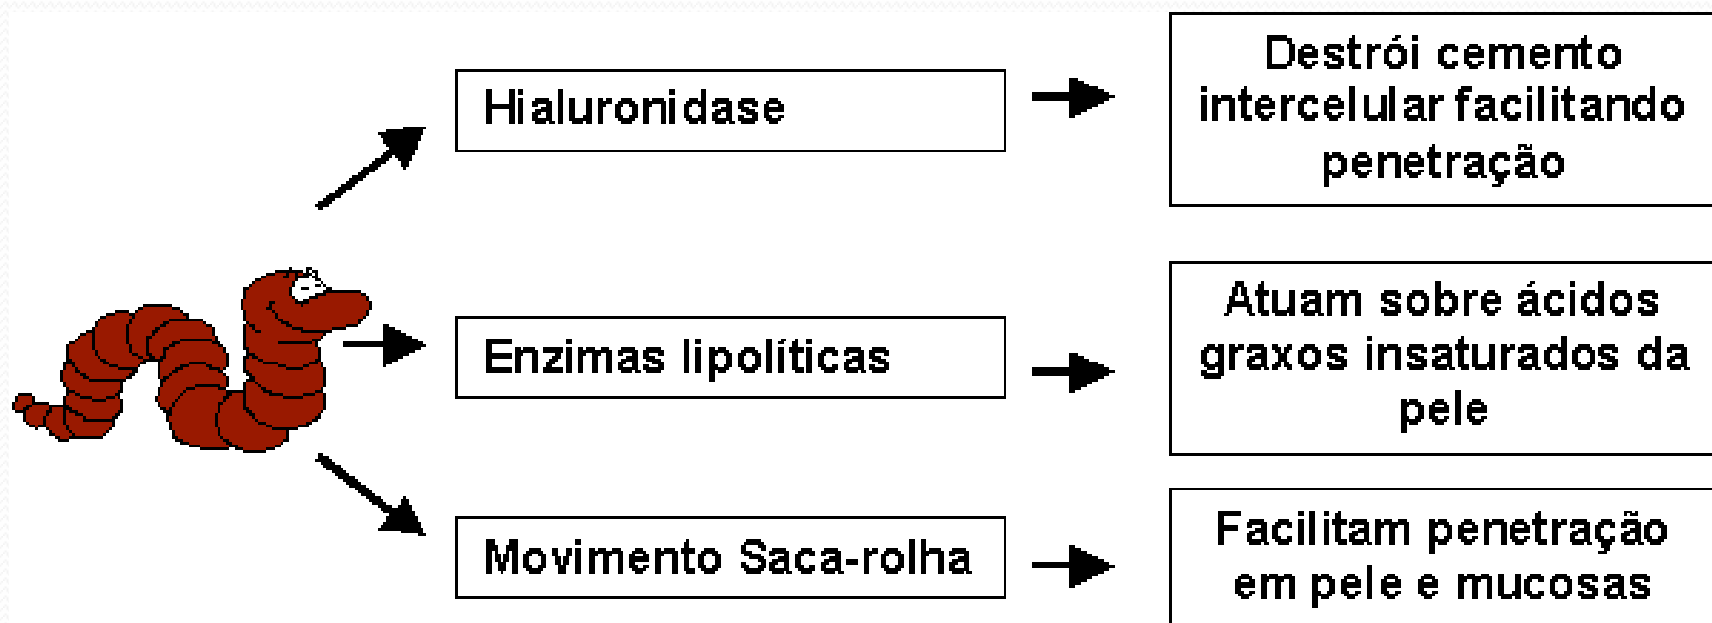 Hialuronidase
Destrói cemento
intercelular facilitando
penetração
Enzimas lipolíticas
Atuam sobre ácidos
graxos insaturados da
pele
Movimento Saca-rolha
Facilitam penetração
em pele e mucosas